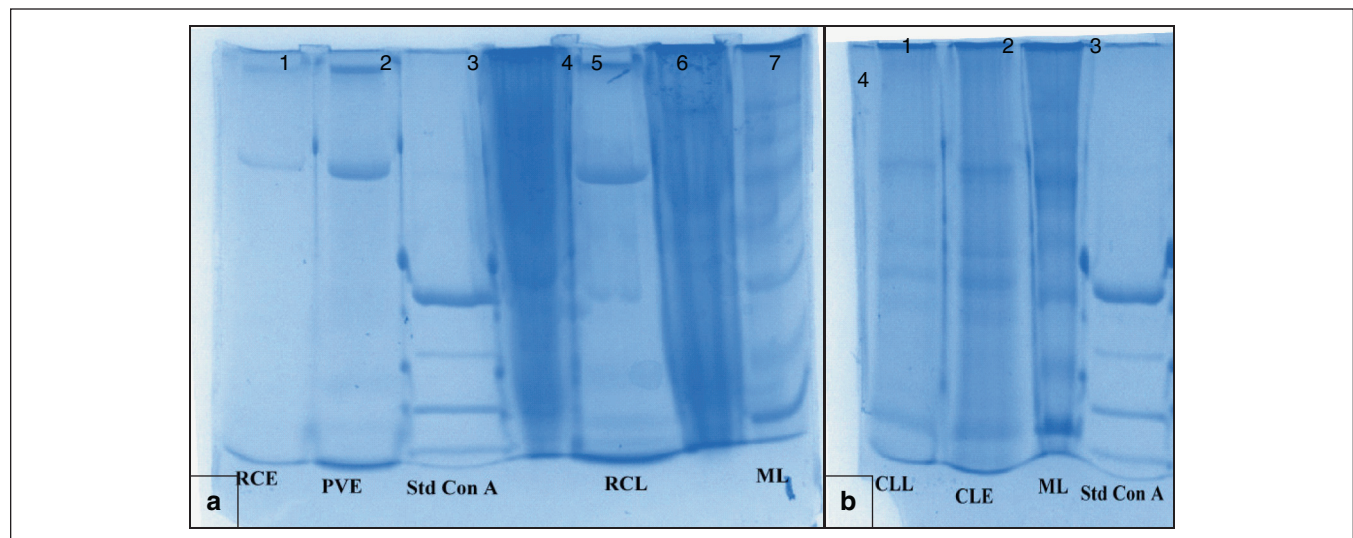 1 2 3 4 5 6 7
RCE PVE Std Con A RCL ML
a
1 2 3
4
CLL CLE ML Std Con A
b